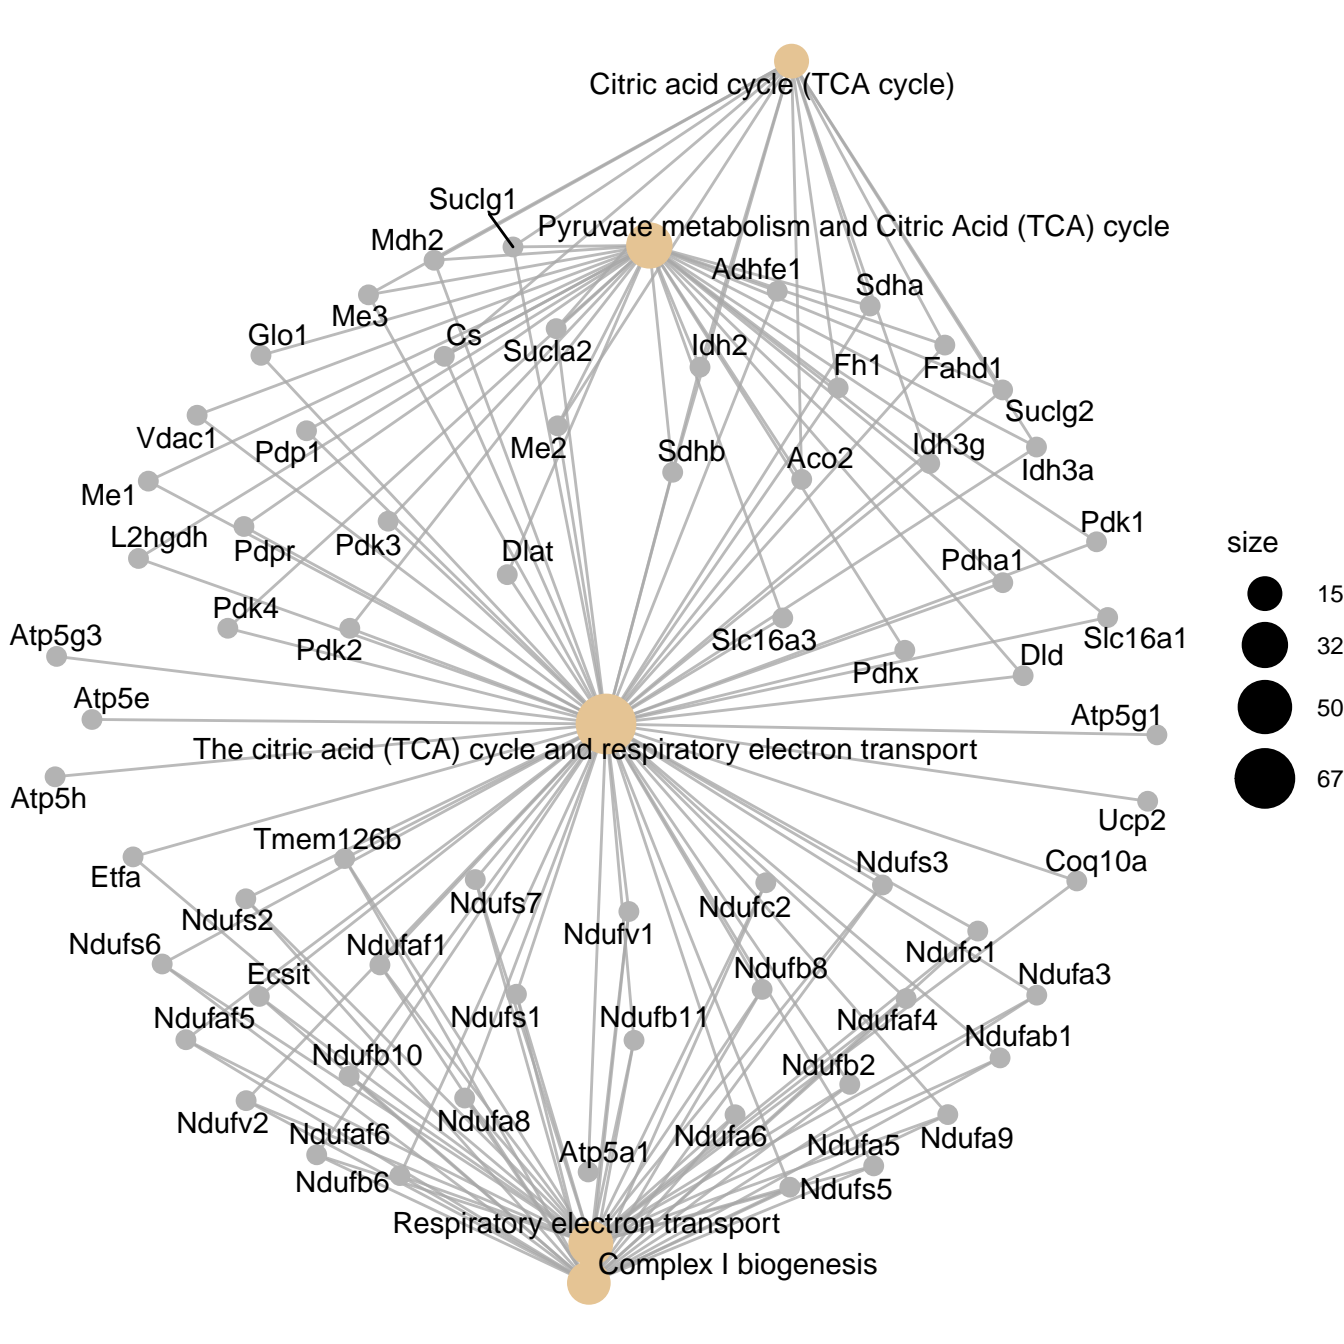 Citric acid cycle (TCA cycle)
Suclg1
Pyruvate metabolism and Citric Acid (TCA) cycle
Mdh2
Adhfe1
Sdha
Me3
Glo1
Cs
Sucla2
Idh2
Fh1
Fahd1
Suclg2
Vdac1
Pdp1
Me2
Sdhb
Aco2
Idh3g
Idh3a
Me1
L2hgdh
Pdpr
Pdk3
Dlat
Pdha1
Pdk1
size
15
32
50
67
Pdk4
Atp5g3
Pdk2
Slc16a3
Pdhx
Dld
Slc16a1
Atp5e
Atp5g1
The citric acid (TCA) cycle and respiratory electron transport
Atp5h
Ucp2
Tmem126b
Etfa
Ndufs3
Coq10a
Ndufs7
Ndufc2
Ndufs2
Ndufv1
Ndufs6
Ndufaf1
Ndufc1
Ecsit
Ndufb8
Ndufa3
Ndufaf5
Ndufs1
Ndufb11
Ndufaf4
Ndufab1
Ndufb10
Ndufb2
Ndufv2
Ndufaf6
Ndufa8
Ndufa6
Ndufa5
Ndufa9
Atp5a1
Ndufb6
Ndufs5
Respiratory electron transport
Complex I biogenesis